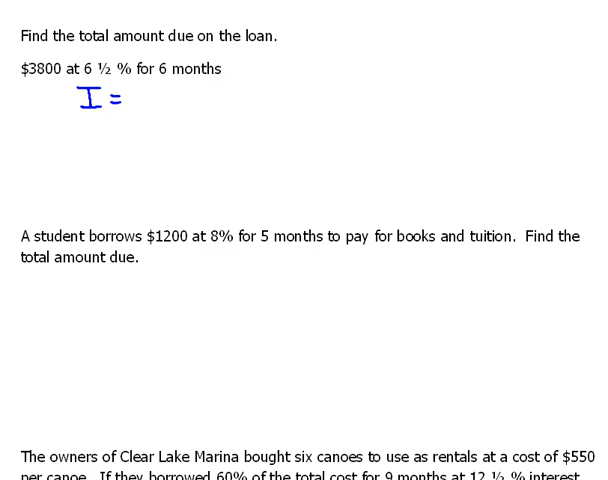 Find the total amount due on the loan.
$3800 at 6 ½ % for 6 months
I =
A student borrows $1200 at 8% for 5 months to pay for books and tuition. Find the
total amount due.
The owners of Clear Lake Marina bought six canoes to use as rentals at a cost of $550
per canoe. If they borrowed 60% of the total cost for 9 months at 12 ½ % interest